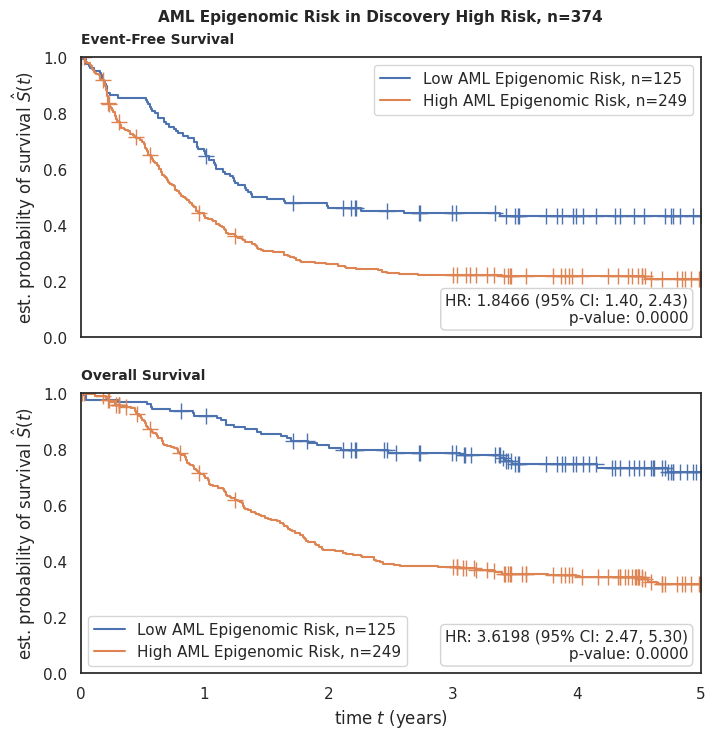 AML Epigenomic Risk in Discovery High Risk, n=374
Event-Free Survival
est. probability of survival Ŝ(t)
1.0
0.8
0.6
0.4
0.2
0.0
Low AML Epigenomic Risk, n=125
High AML Epigenomic Risk, n=249
HR: 1.8466 (95% CI: 1.40, 2.43)
p-value: 0.0000
Overall Survival
est. probability of survival Ŝ(t)
1.0
0.8
0.6
0.4
0.2
0.0
Low AML Epigenomic Risk, n=125
High AML Epigenomic Risk, n=249
HR: 3.6198 (95% CI: 2.47, 5.30)
p-value: 0.0000
0 1 2 3 4 5
time t (years)